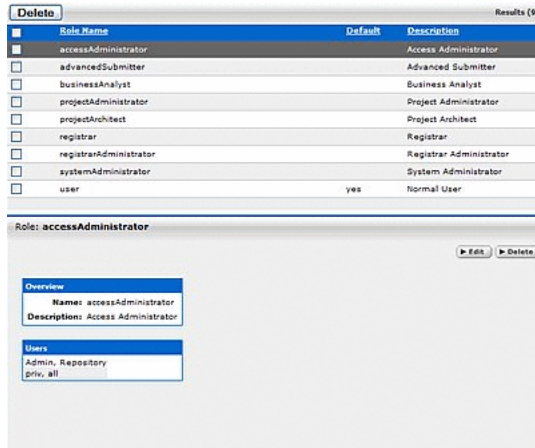 Delete
Results (9
Role Name Default Description
accessAdministrator Access Administrator
advancedSubmitter Advanced Submitter
businessAnalyst Business Analyst
projectAdministrator Project Administrator
projectArchitect Project Architect
registrar Registrar
registrarAdministrator Registrar Administrator
systemAdministrator System Administrator
user yes Normal User
Role: accessAdministrator
Edit Delete
Overview
Name: accessAdministrator
Description: Access Administrator
Users
Admin, Repository
priv, all